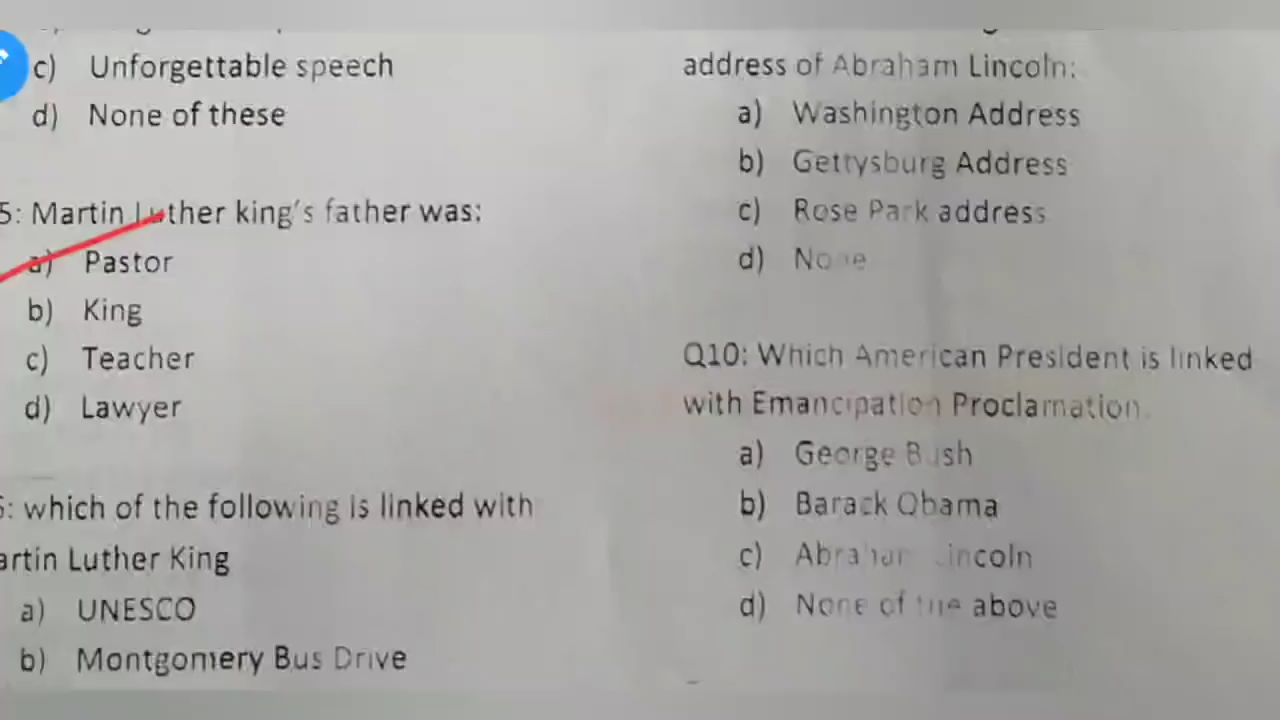 c) Unforgettable speech
d) None of these
5: Martin Luther king's father was:
a) Pastor
b) King
c) Teacher
d) Lawyer
6: which of the following is linked with
artin Luther King
a) UNESCO
b) Montgomery Bus Drive
address of Abraham Lincoln:
a) Washington Address
b) Gettysburg Address
c) Rose Park address
d) None
Q10: Which American President is linked
with Emancipation Proclamation.
a) George Bush
b) Barack Obama
c) Abraham Lincoln
d) None of the above